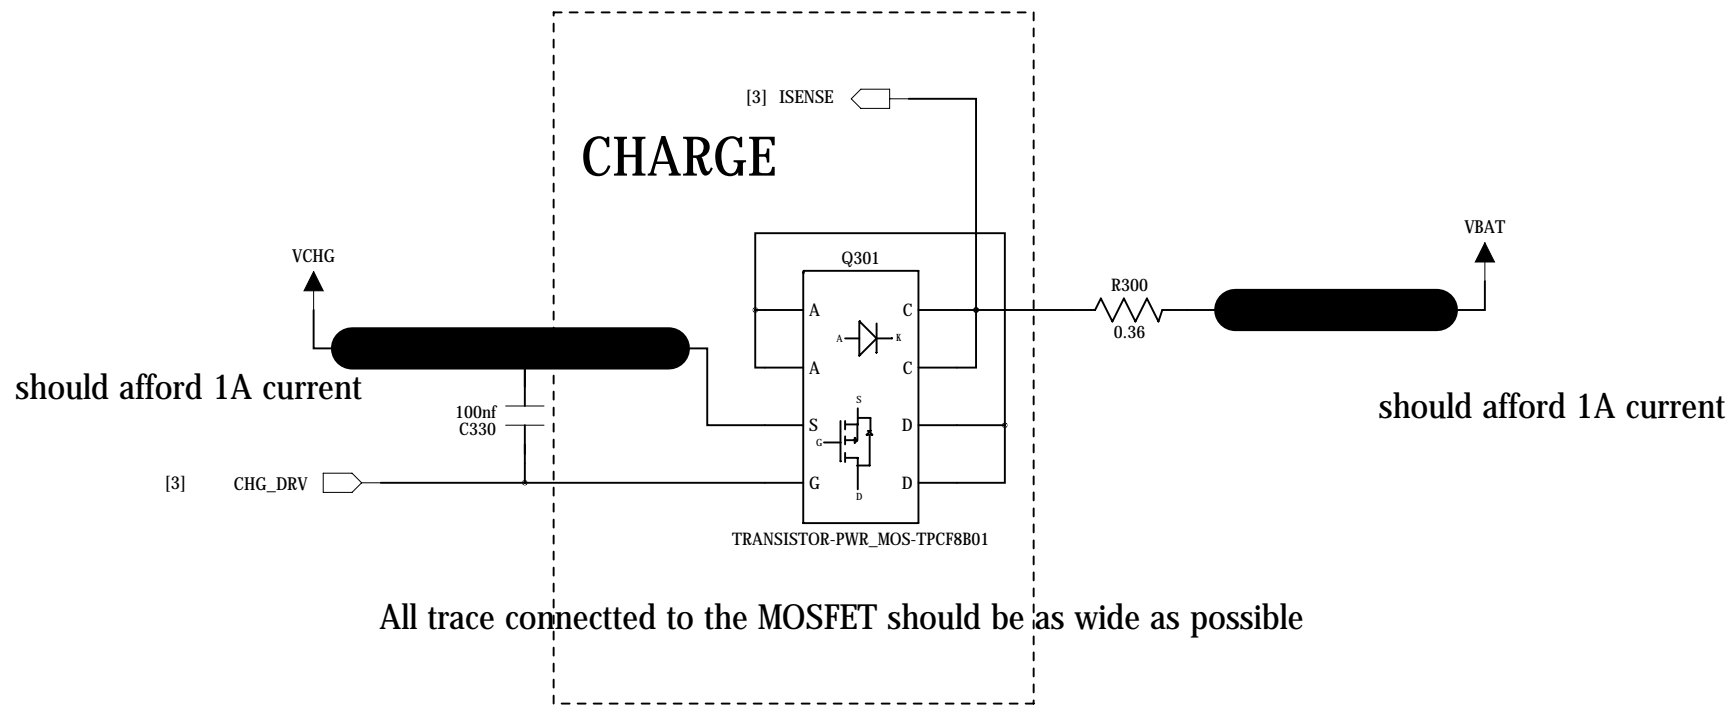 [3] ISENSE
CHARGE
VBAT
VCHG
Q301
R300
A C
A K
0.36
A C
should afford 1A current
should afford 1A current
S
100nf
C330
S D
G
[3] CHG_DRV
G D
D
TRANSISTOR-PWR_MOS-TPCF8B01
All trace connectted to the MOSFET should be as wide as possible